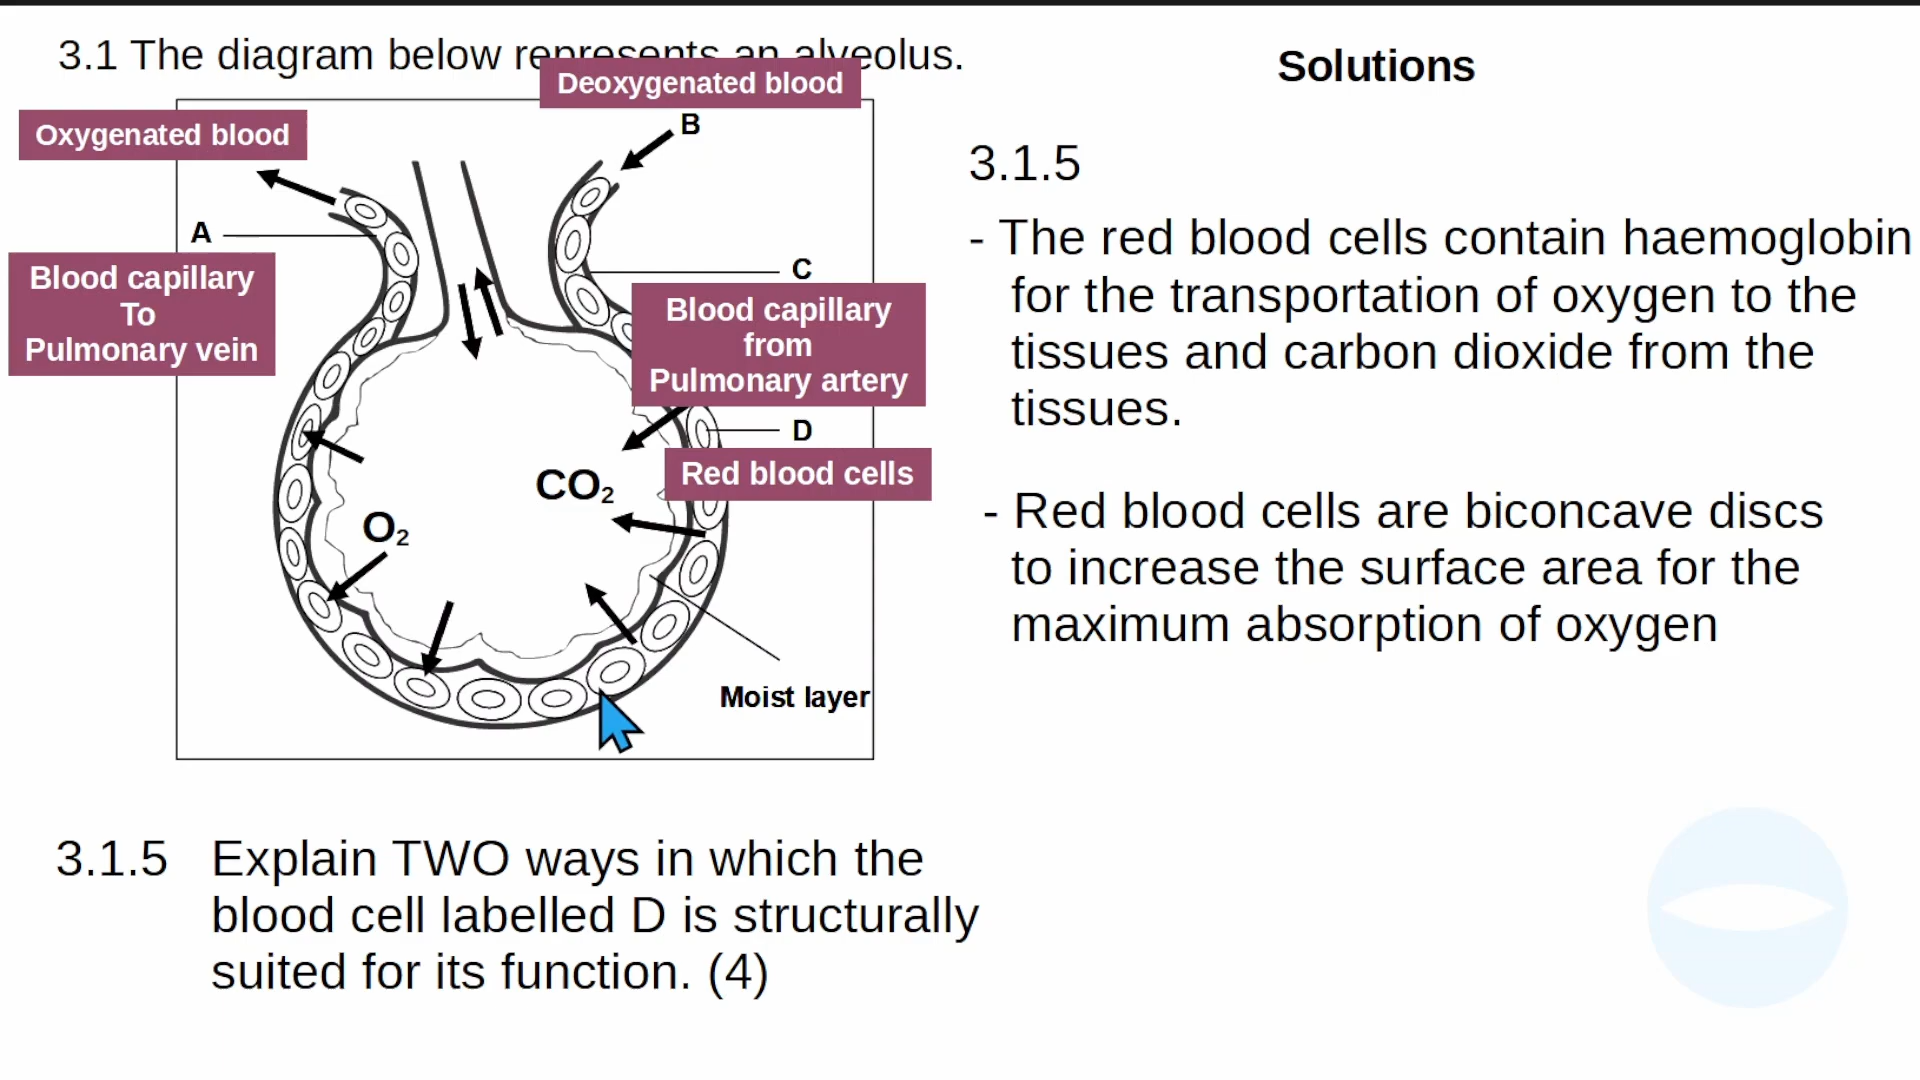 3.1 The diagram below represents an alveolus.
Deoxygenated blood
Oxygenated blood
B
A
C
Blood capillary
To
Pulmonary vein
Blood capillary
from
Pulmonary artery
D
Red blood cells
CO₂
O₂
Moist layer
3.1.5 Explain TWO ways in which the
blood cell labelled D is structurally
suited for its function. (4)
Solutions
3.1.5
- The red blood cells contain haemoglobin
for the transportation of oxygen to the
tissues and carbon dioxide from the
tissues.
- Red blood cells are biconcave discs
to increase the surface area for the
maximum absorption of oxygen